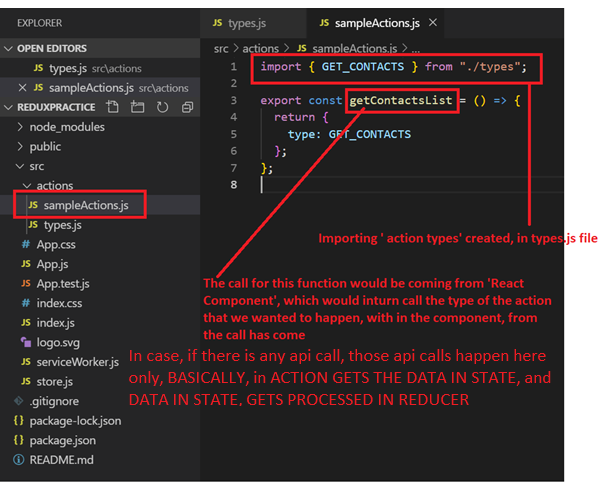 EXPLORER
OPEN EDITORS
JS types.js src\actions
JS sampleActions.js src\actions
REDUXPRACTICE
node_modules
public
src
actions
JS sampleActions.js
JS types.js
# App.css
JS App.js
JS App.test.js
# index.css
JS index.js
logo.svg
JS serviceWorker.js
JS store.js
.gitignore
{} package-lock.json
{} package.json
README.md
JS types.js
JS sampleActions.js
src > actions > JS sampleActions.js > ...
1 import { GET_CONTACTS } from "./types";
2
3 export const getContactsList = () => {
4 return {
5 type: GET_CONTACTS
6 };
7 };
8
Importing ' action types' created, in types.js file
The call for this function would be coming from 'React
Component', which would inturn call the type of the action
that we wanted to happen, with in the component, from
the call has come
In case, if there is any api call, those api calls happen here
only, BASICALLY, in ACTION GETS THE DATA IN STATE, and
DATA IN STATE. GETS PROCESSED IN REDUCER